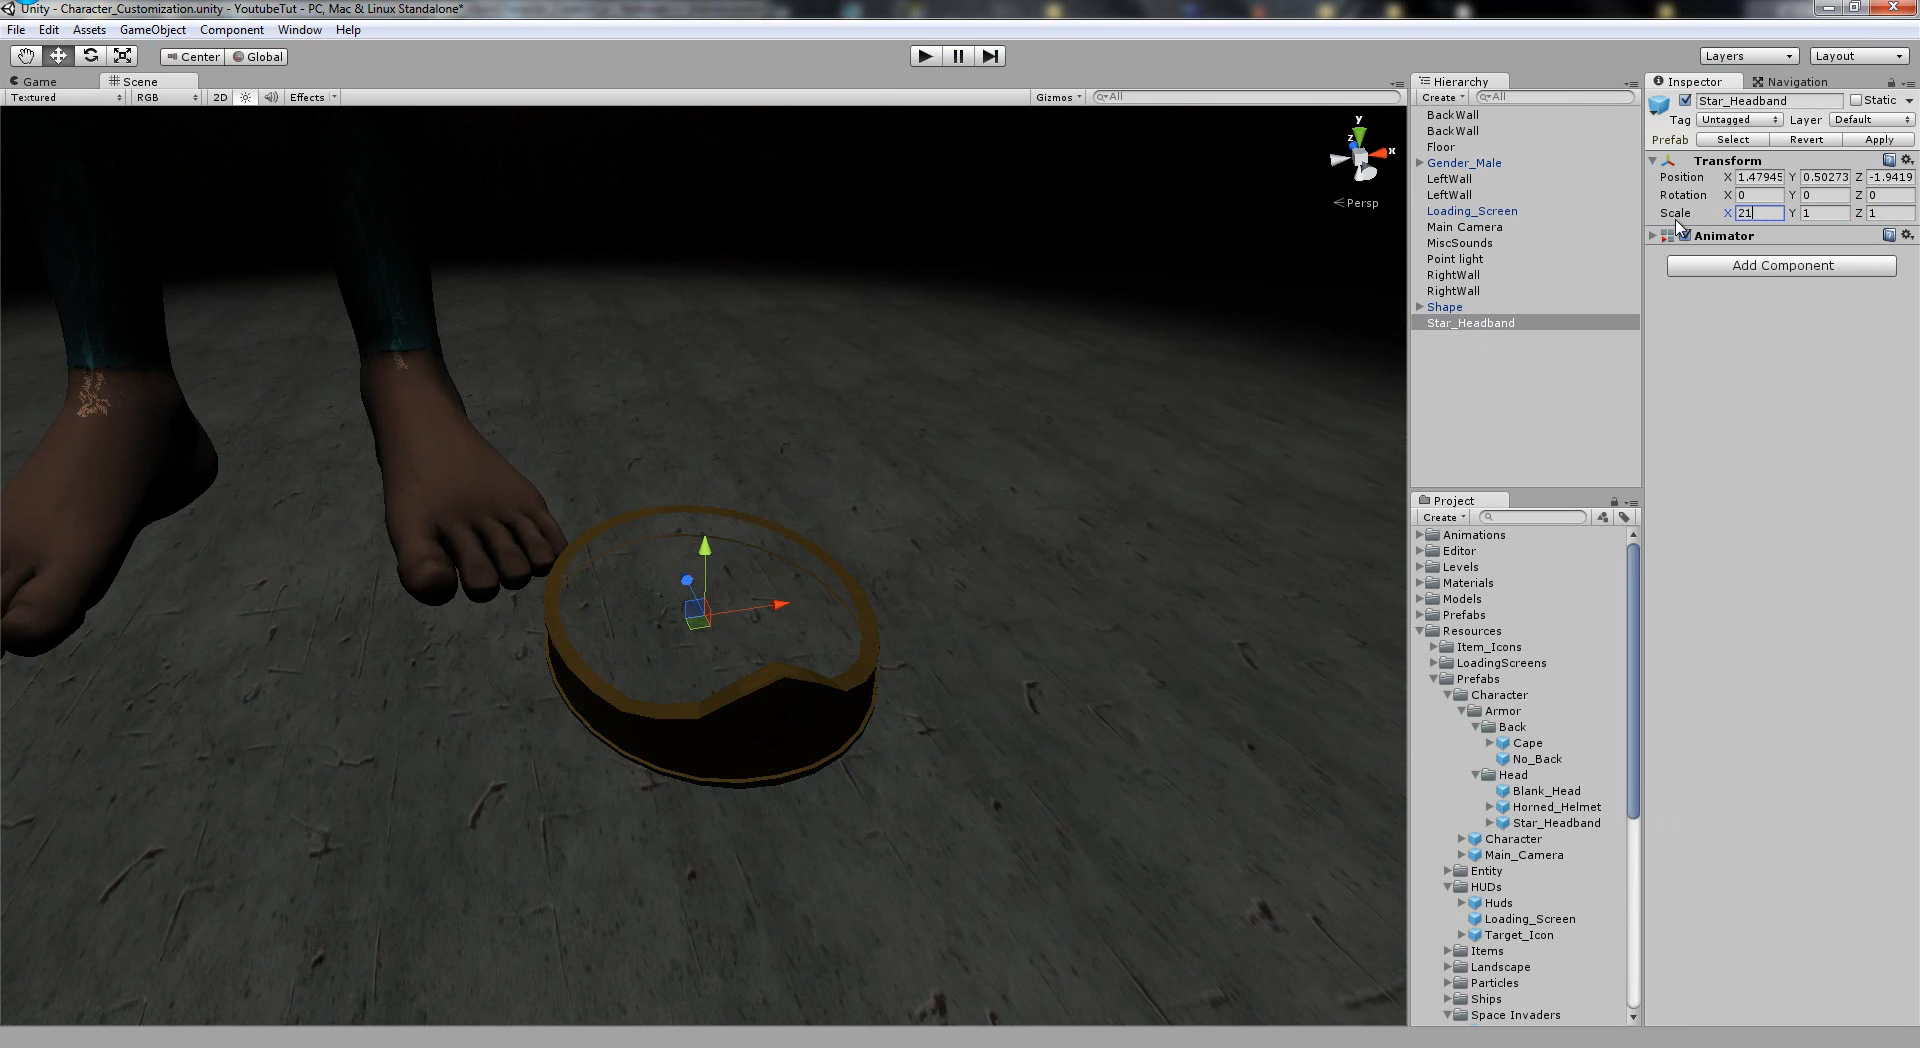 Unity - Character_Customization.unity - YoutubeTut - PC, Mac & Linux Standalone*
File Edit Assets GameObject Component Window Help
Center Global Layers Layout
Game Scene
Textured RGB 2D Effects Gizmos All
y
z
x
Persp
Hierarchy
Create All
BackWall
BackWall
Floor
Gender_Male
LeftWall
LeftWall
Loading_Screen
Main Camera
MiscSounds
Point light
RightWall
RightWall
Shape
Star_Headband
Project
Create
Animations
Editor
Levels
Materials
Models
Prefabs
Resources
Item_Icons
LoadingScreens
Prefabs
Character
Armor
Back
Cape
No_Back
Head
Blank_Head
Horned_Helmet
Star_Headband
Character
Main_Camera
Entity
HUDs
Huds
Loading_Screen
Target_Icon
Items
Landscape
Particles
Ships
Space Invaders
Inspector Navigation
Star_Headband Static
Tag Untagged Layer Default
Prefab Select Revert Apply
Transform
Position X 1.47945 Y 0.50273 Z -1.9419
Rotation X 0 Y 0 Z 0
Scale X 21 Y 1 Z 1
Animator
Add Component